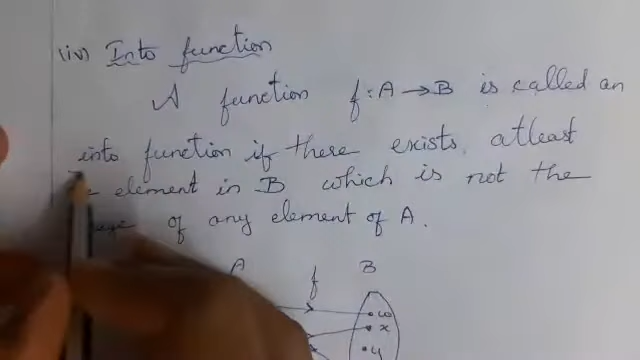 (iv) Into function
A function f : A → B is called an
into function if there exists atleast
element in B which is not the
of any element of A.
A f B
w
x
y